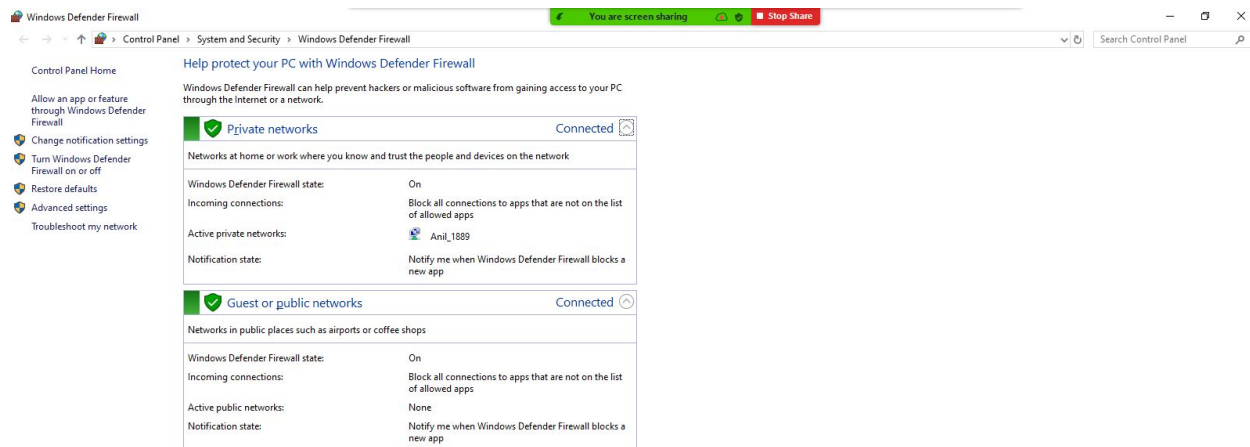 Windows Defender Firewall
You are screen sharing
Stop Share
Control Panel › System and Security › Windows Defender Firewall
Search Control Panel
Control Panel Home
Allow an app or feature
through Windows Defender
Firewall
Change notification settings
Turn Windows Defender
Firewall on or off
Restore defaults
Advanced settings
Troubleshoot my network
Help protect your PC with Windows Defender Firewall
Windows Defender Firewall can help prevent hackers or malicious software from gaining access to your PC
through the Internet or a network.
Private networks Connected
Networks at home or work where you know and trust the people and devices on the network
Windows Defender Firewall state: On
Incoming connections: Block all connections to apps that are not on the list
of allowed apps
Active private networks: Anil_1889
Notification state: Notify me when Windows Defender Firewall blocks a
new app
Guest or public networks Connected
Networks in public places such as airports or coffee shops
Windows Defender Firewall state: On
Incoming connections: Block all connections to apps that are not on the list
of allowed apps
Active public networks: None
Notification state: Notify me when Windows Defender Firewall blocks a
new app